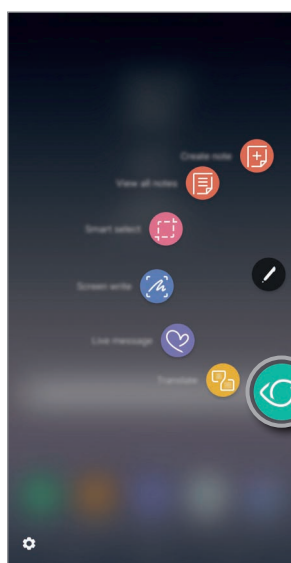 Create note
View all notes
Smart select
Screen write
Live message
Translate